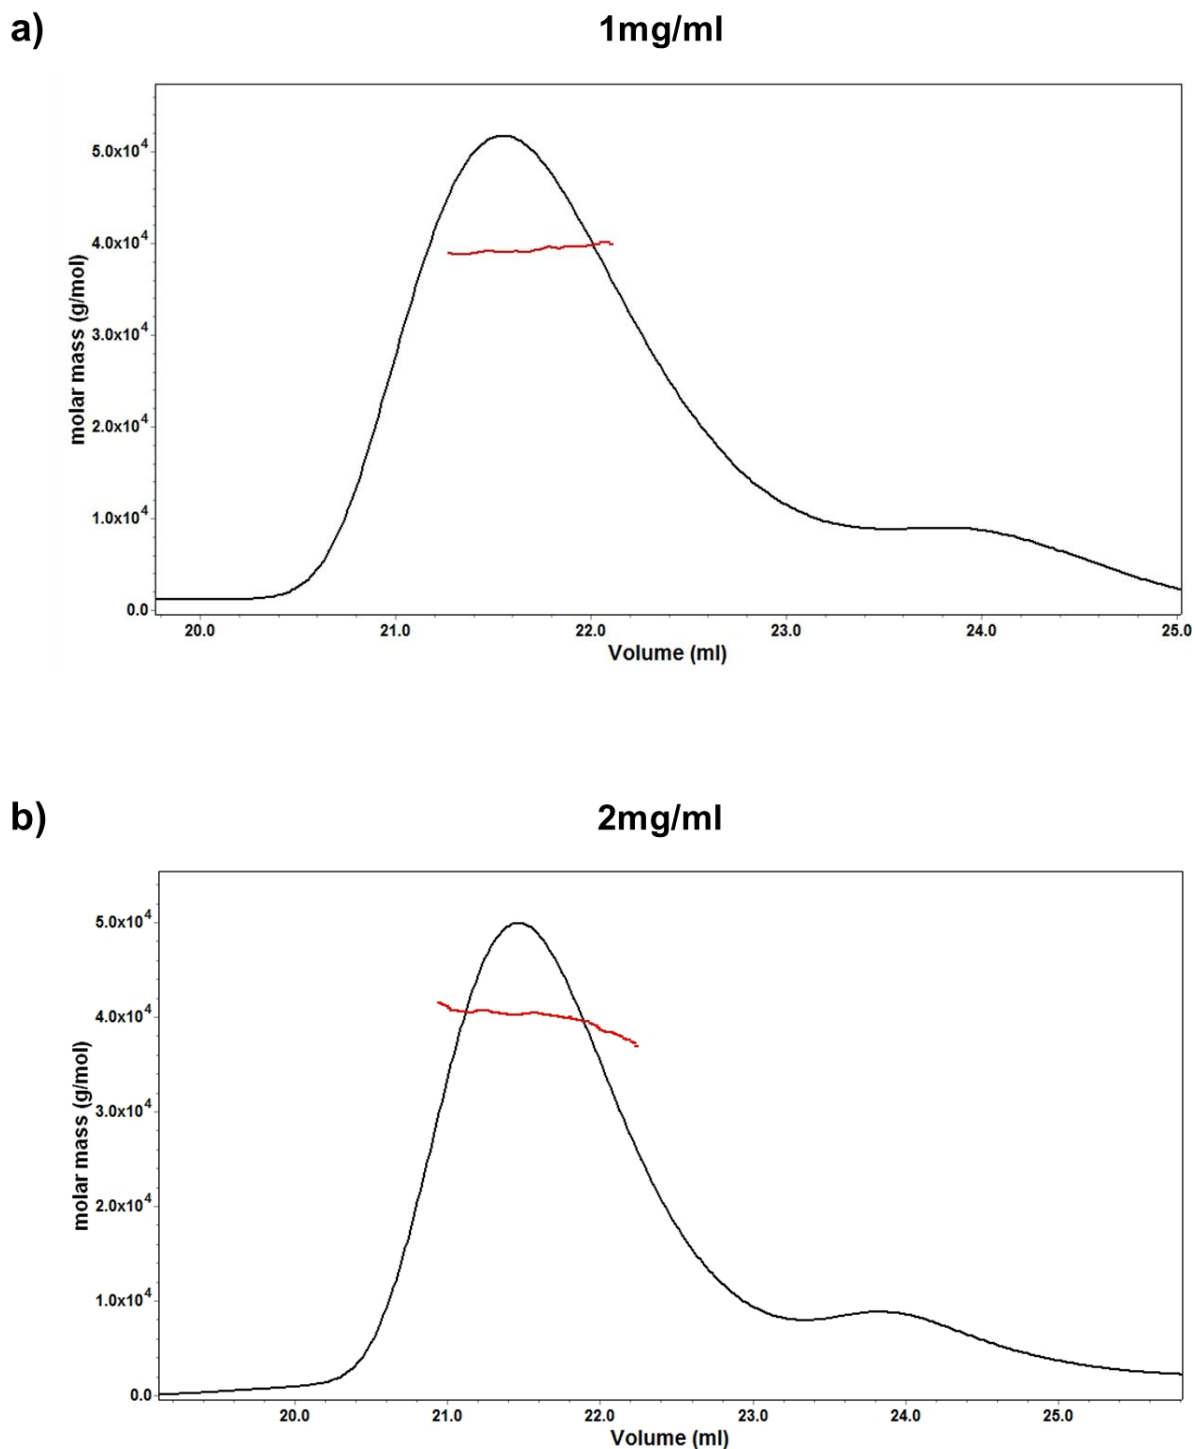 a) 1mg/ml
5.0x10^4
4.0x10^4
3.0x10^4
2.0x10^4
1.0x10^4
0.0
molar mass (g/mol)
20.0 21.0 22.0 23.0 24.0 25.0
Volume (ml)
b) 2mg/ml
5.0x10^4
4.0x10^4
3.0x10^4
2.0x10^4
1.0x10^4
0.0
molar mass (g/mol)
20.0 21.0 22.0 23.0 24.0 25.0
Volume (ml)